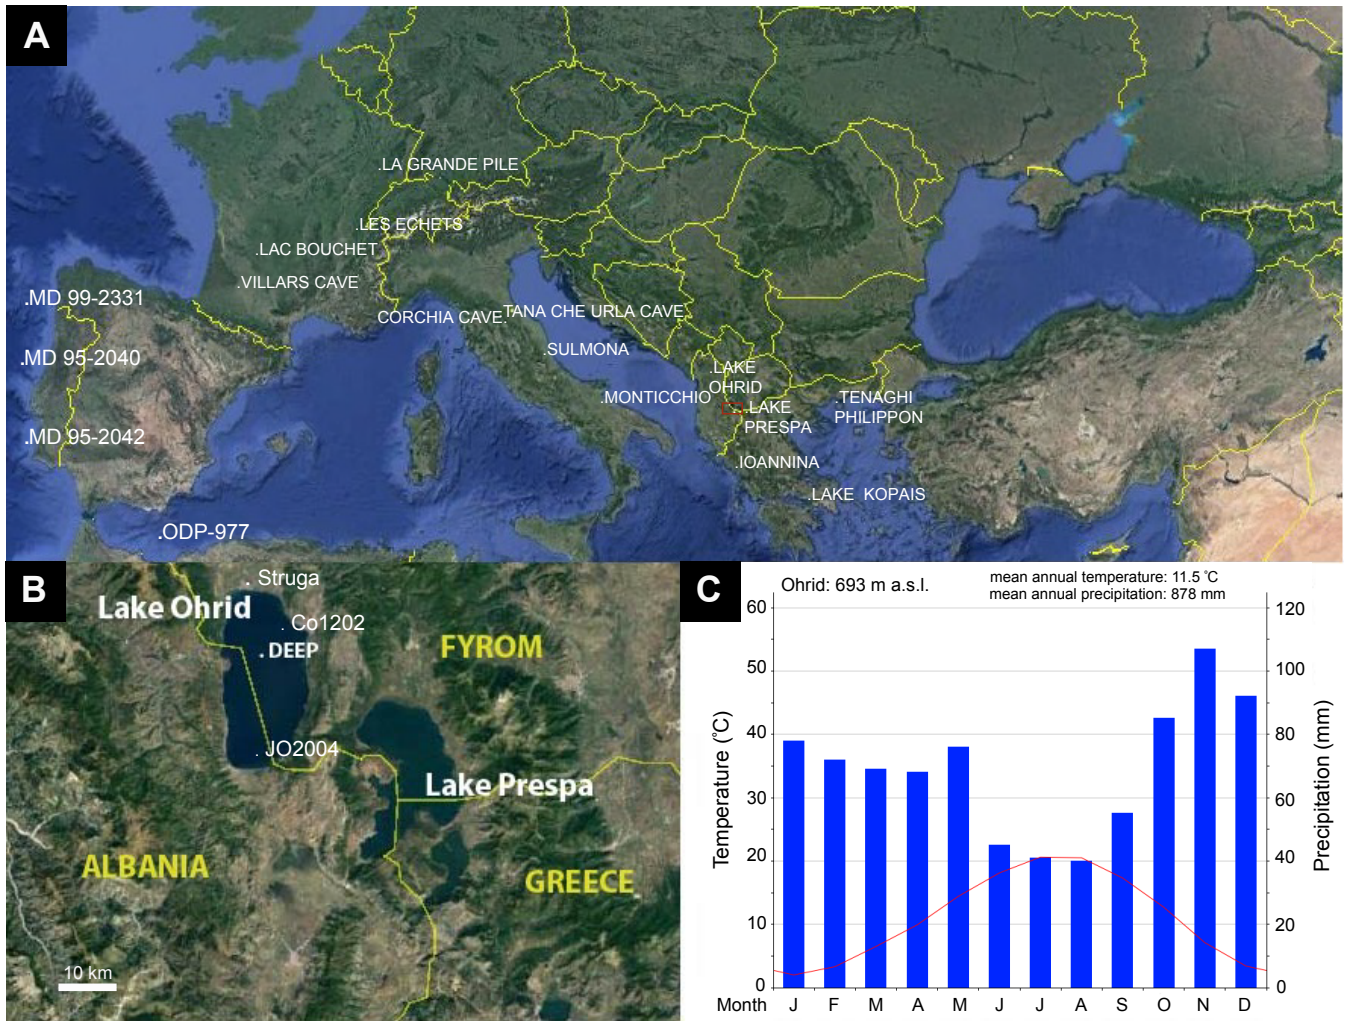 A
.LA GRANDE PILE
.LES ECHETS
.LAC BOUCHET
.VILLARS CAVE
.MD 99-2331
CORCHIA CAVE.
TANA CHE URLA CAVE
.MD 95-2040
.SULMONA
.LAKE
OHRID
.MONTICCHIO
.TENAGHI
PHILIPPON
.LAKE
PRESPA
.MD 95-2042
.IOANNINA
.LAKE KOPAIS
.ODP-977
B
. Struga
Lake Ohrid
. Co1202
. DEEP
FYROM
. JO2004
Lake Prespa
ALBANIA
GREECE
10 km
C
Ohrid: 693 m a.s.l.
mean annual temperature: 11.5 °C
mean annual precipitation: 878 mm
Temperature (°C)
60
50
40
30
20
10
0
Precipitation (mm)
120
100
80
60
40
20
0
Month J F M A M J J A S O N D